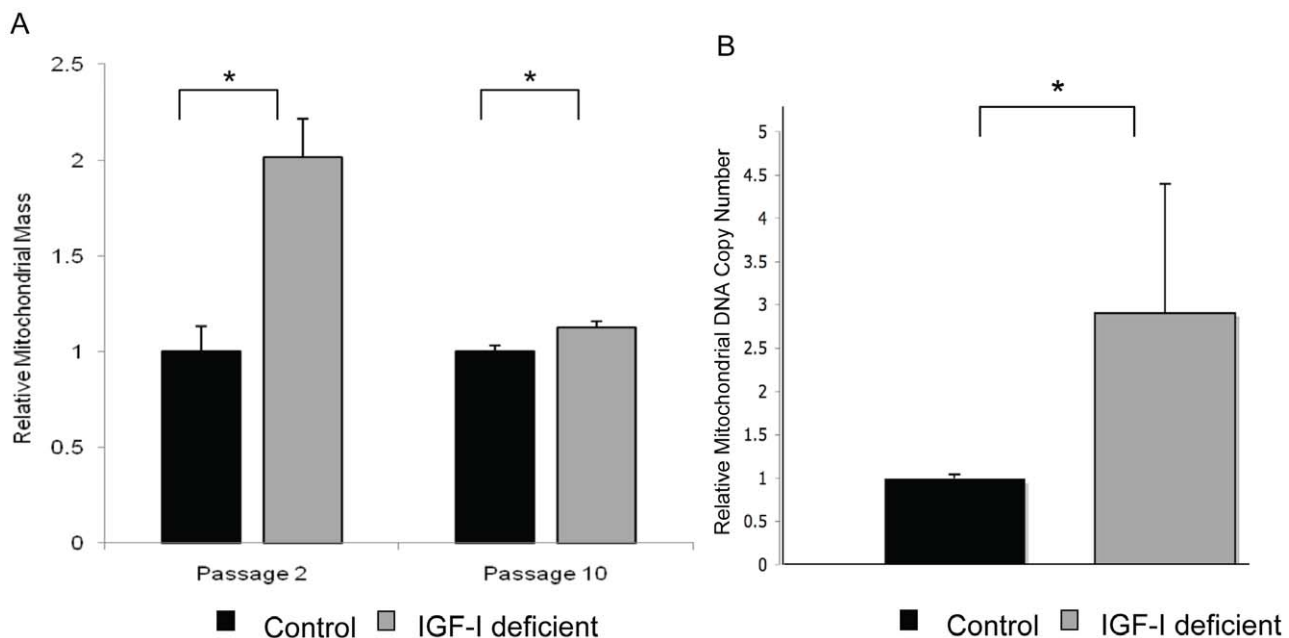 A
Relative Mitochondrial Mass
2.5
2
1.5
1
0.5
0
*
*
Passage 2
Passage 10
Control
IGF-I deficient
B
Relative Mitochondrial DNA Copy Number
5
4.5
4
3.5
3
2.5
2
1.5
1
0.5
0
*
Control
IGF-I deficient